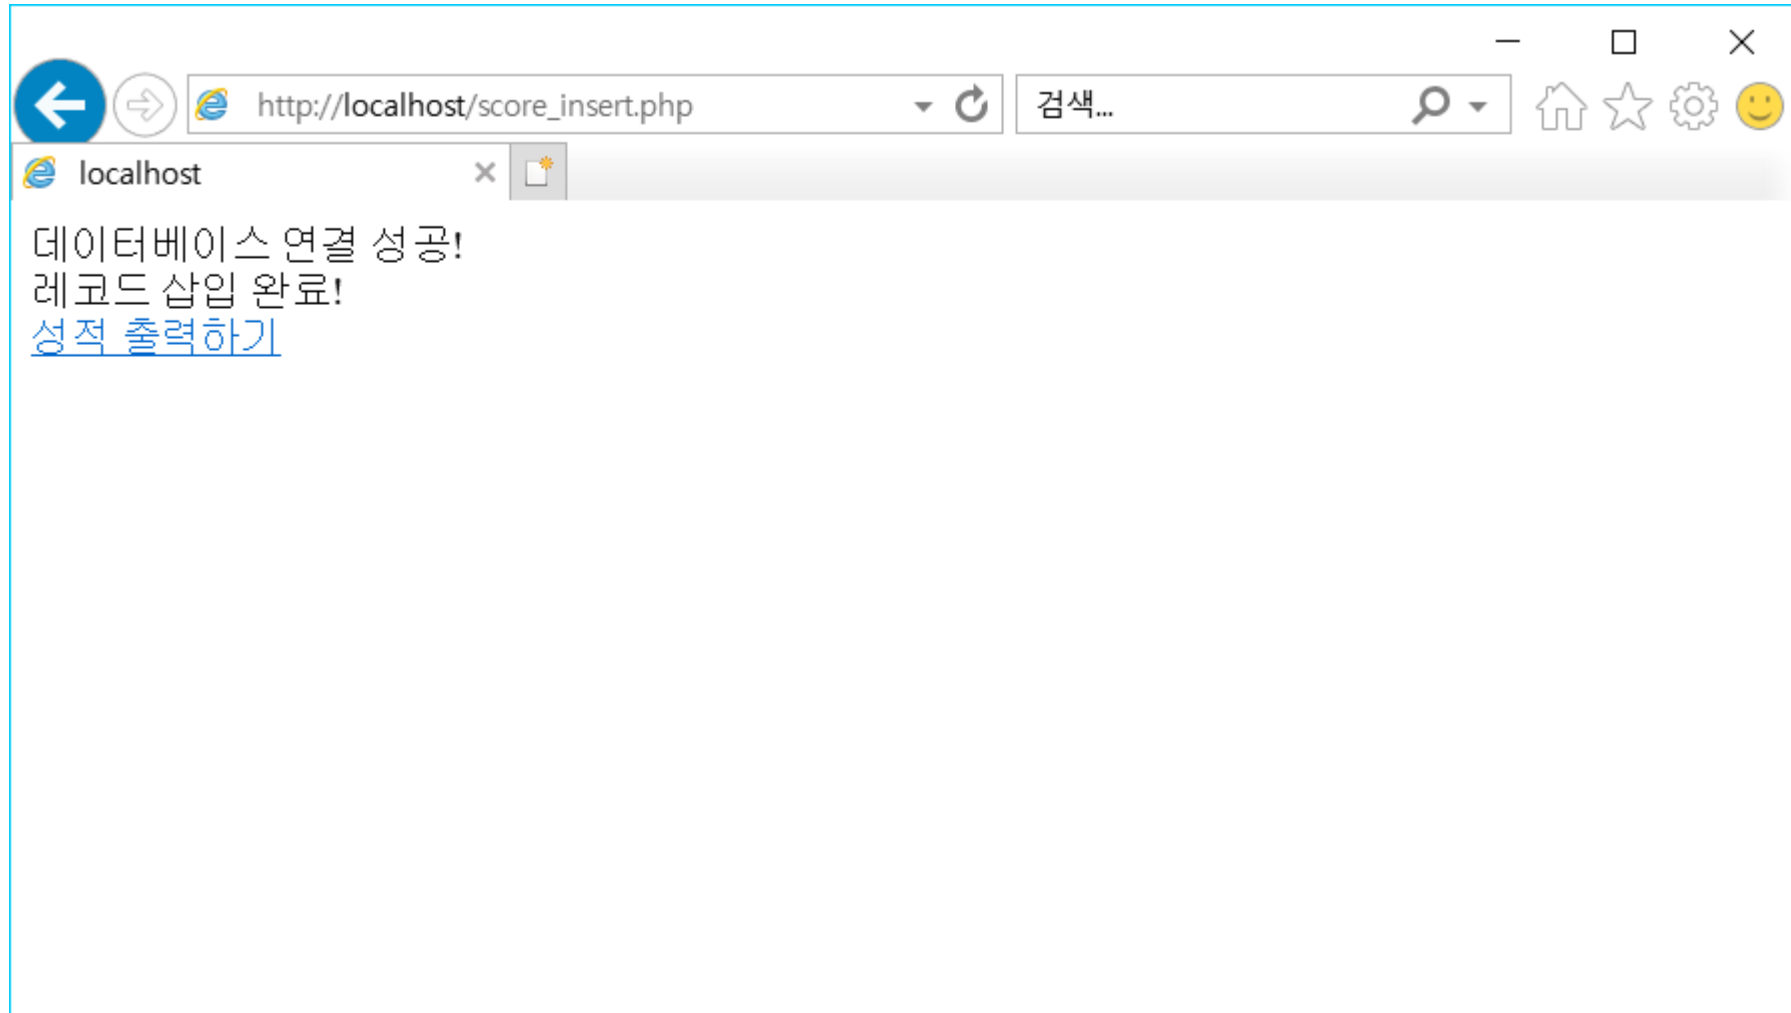 http://localhost/score_insert.php
검색...
localhost
데이터베이스 연결 성공!
레코드 삽입 완료!
성적 출력하기